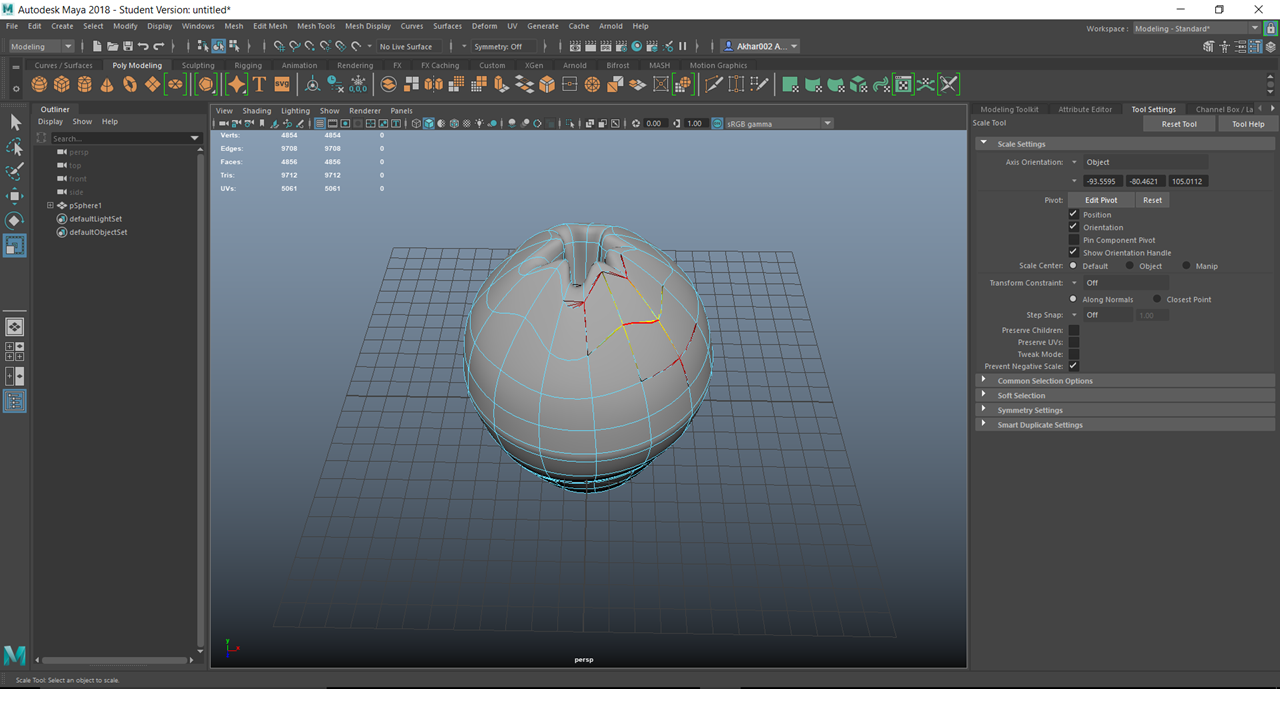 Autodesk Maya 2018 - Student Version: untitled*
File Edit Create Select Modify Display Windows Mesh Edit Mesh Mesh Tools Mesh Display Curves Surfaces Deform UV Generate Cache Arnold Help
Workspace : Modeling - Standard*
Modeling No Live Surface Symmetry: Off Akhar002 A...
Curves / Surfaces Poly Modeling Sculpting Rigging Animation Rendering FX FX Caching Custom XGen Arnold Bifrost MASH Motion Graphics
T SVG 0,0,0
Outliner
Display Show Help
Search...
persp
top
front
side
pSphere1
defaultLightSet
defaultObjectSet
View Shading Lighting Show Renderer Panels
0.00 1.00 sRGB gamma
Verts: 4854 4854 0
Edges: 9708 9708 0
Faces: 4856 4856 0
Tris: 9712 9712 0
UVs: 5061 5061 0
y
x
persp
Modeling Toolkit Attribute Editor Tool Settings Channel Box / La
Scale Tool Reset Tool Tool Help
Scale Settings
Axis Orientation: Object
-93.5595 -80.4621 105.0112
Pivot: Edit Pivot Reset
Position
Orientation
Pin Component Pivot
Show Orientation Handle
Scale Center: Default Object Manip
Transform Constraint: Off
Along Normals Closest Point
Step Snap: Off 1.00
Preserve Children:
Preserve UVs:
Tweak Mode:
Prevent Negative Scale:
Common Selection Options
Soft Selection
Symmetry Settings
Smart Duplicate Settings
Scale Tool: Select an object to scale.